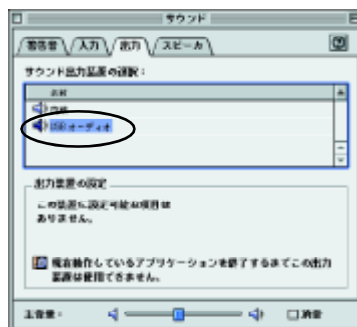 サウンド
警告音 入力 出力 スピーカ
サウンド出力装置の選択:
名前
内蔵
USBオーディオ
出力装置の設定
この装置に設定可能な項目は
ありません。
現在操作しているアプリケーションを終了するまでこの出力
装置は使用できません。
主音量:
消音